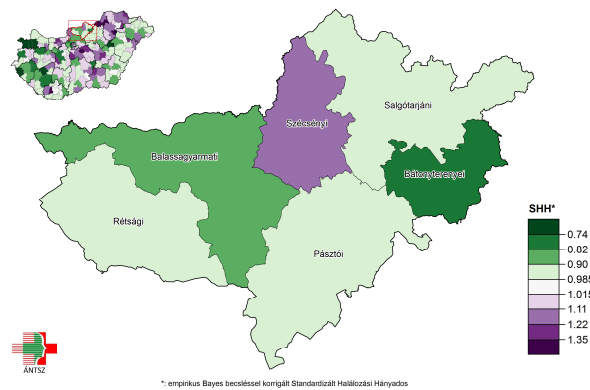 Salgótarjáni
Szécsényi
Balassagyarmati
Bátonyterenyei
Rétsági
Pásztói
SHH*
0.74
0.82
0.90
0.985
1.015
1.11
1.22
1.35
ÁNTSZ
*: empirikus Bayes becsléssel korrigált Standardizált Halálozási Hányados